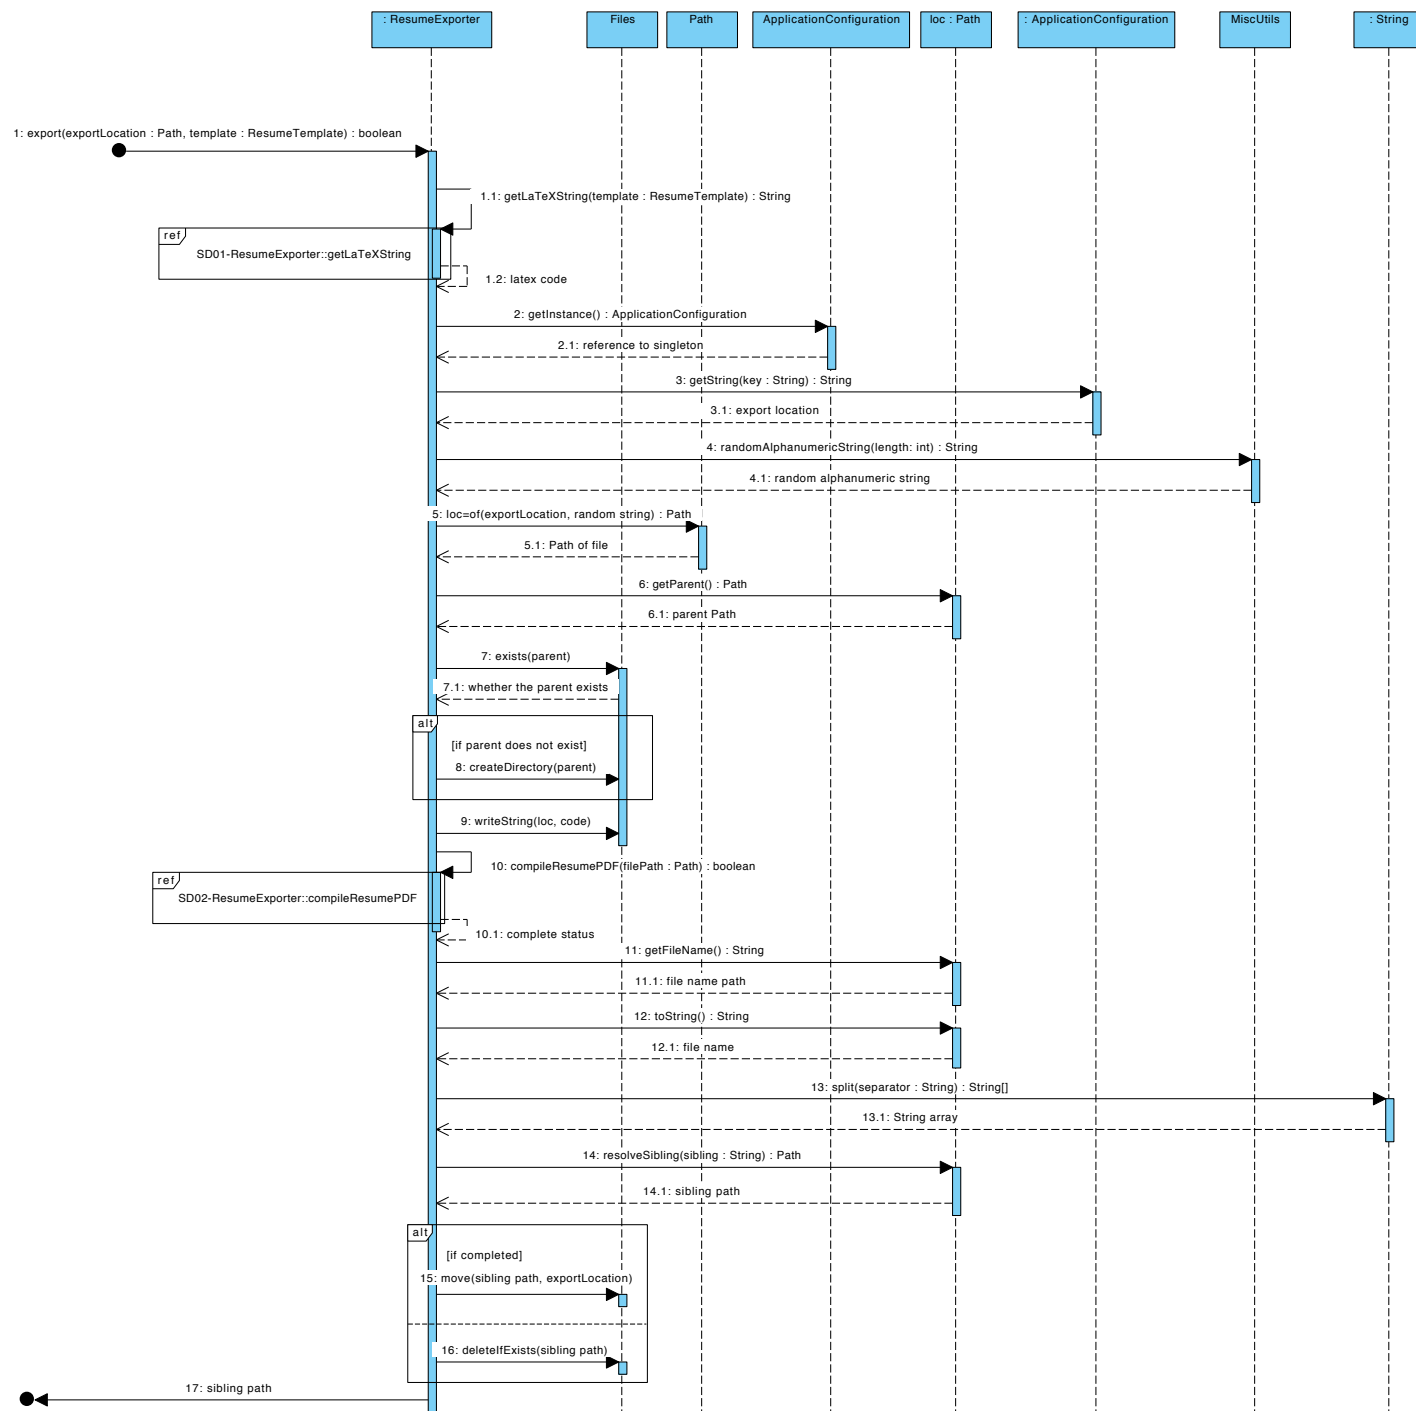 : ResumeExporter
Files
Path
ApplicationConfiguration
loc : Path
: ApplicationConfiguration
MiscUtils
: String
1: export(exportLocation : Path, template : ResumeTemplate) : boolean
1.1: getLaTeXString(template : ResumeTemplate) : String
ref
SD01-ResumeExporter::getLaTeXString
1.2: latex code
2: getInstance() : ApplicationConfiguration
2.1: reference to singleton
3: getString(key : String) : String
3.1: export location
4: randomAlphanumericString(length: int) : String
4.1: random alphanumeric string
5: loc=of(exportLocation, random string) : Path
5.1: Path of file
6: getParent() : Path
6.1: parent Path
7: exists(parent)
7.1: whether the parent exists
alt
[if parent does not exist]
8: createDirectory(parent)
9: writeString(loc, code)
10: compileResumePDF(filePath : Path) : boolean
ref
SD02-ResumeExporter::compileResumePDF
10.1: complete status
11: getFileName() : String
11.1: file name path
12: toString() : String
12.1: file name
13: split(separator : String) : String[]
13.1: String array
14: resolveSibling(sibling : String) : Path
14.1: sibling path
alt
[if completed]
15: move(sibling path, exportLocation)
16: deleteIfExists(sibling path)
17: sibling path